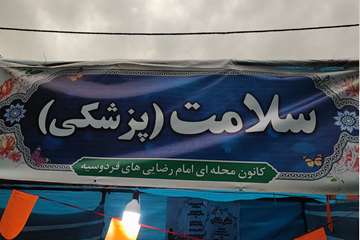 سلامت (پزشکی)
کانون محله ای امام رضایی های فردوسیه